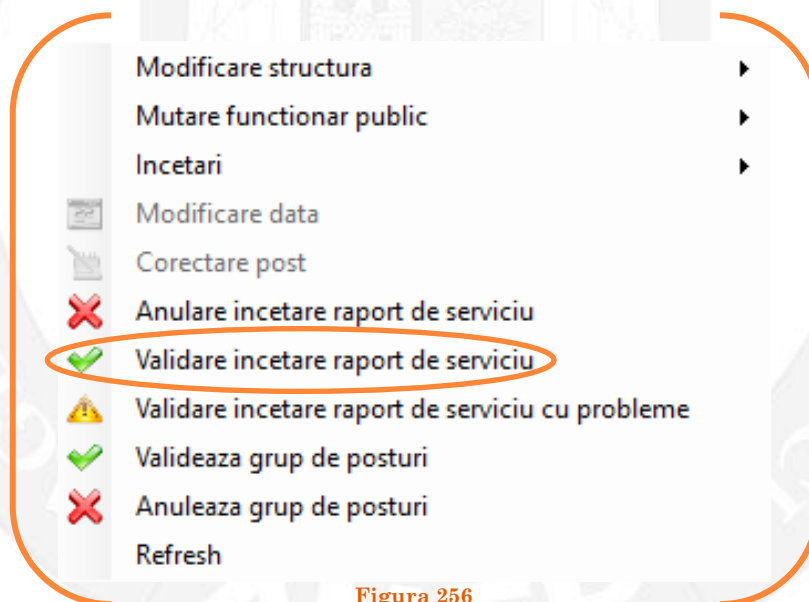 Modificare structura
Mutare functionar public
Incetari
Modificare data
Corectare post
Anulare incetare raport de serviciu
Validare incetare raport de serviciu
Validare incetare raport de serviciu cu probleme
Valideaza grup de posturi
Anuleaza grup de posturi
Refresh
Figura 256